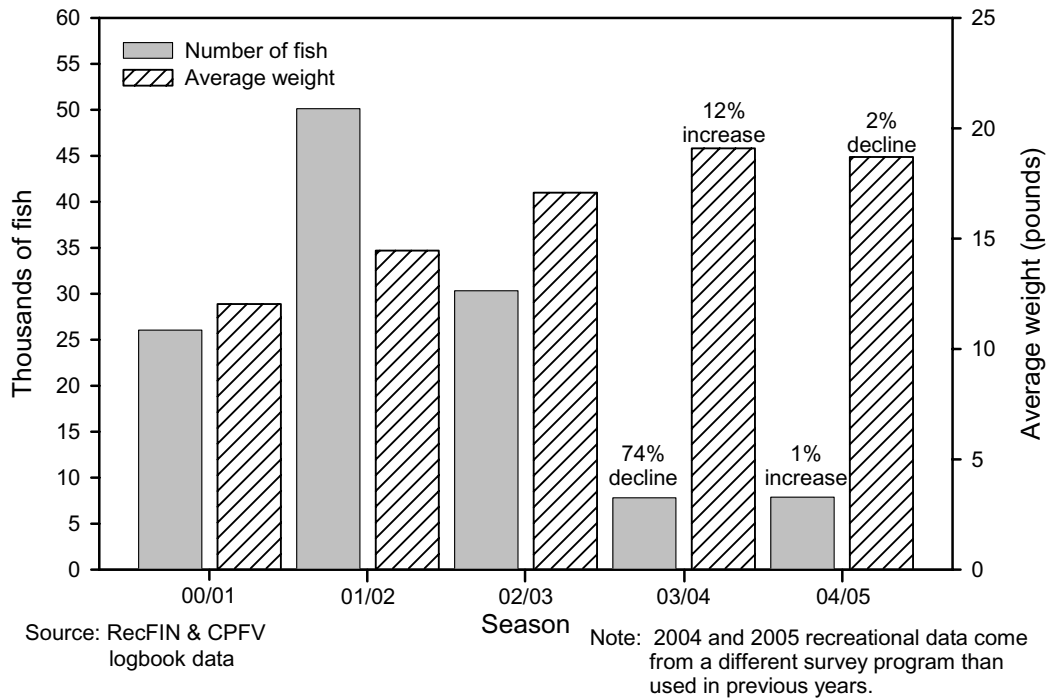 Number of fish
Average weight
Thousands of fish
60
55
50
45
40
35
30
25
20
15
10
5
0
12%
increase
2%
decline
74%
decline
1%
increase
25
20
15
10
5
0
Average weight (pounds)
00/01
01/02
02/03
03/04
04/05
Season
Source: RecFIN & CPFV
logbook data
Note: 2004 and 2005 recreational data come
from a different survey program than
used in previous years.